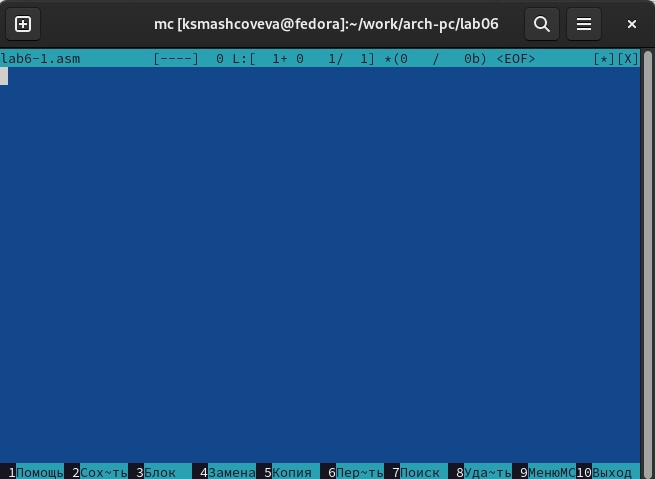 mc [ksmashcoveva@fedora]:~/work/arch-pc/lab06
lab6-1.asm [----] 0 L:[ 1+ 0 1/ 1] *(0 / 0b) <EOF> [*][X]
1Помощь 2Сох~ть 3Блок 4Замена 5Копия 6Пер~ть 7Поиск 8Уда~ть 9МенюMC 10Выход